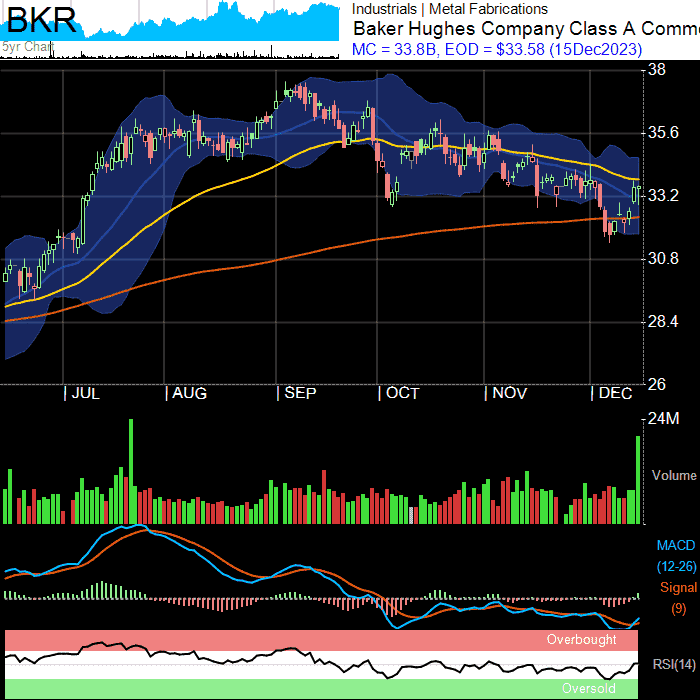 BKR
5yr Chart
Industrials | Metal Fabrications
Baker Hughes Company Class A Comm
MC = 33.8B, EOD = $33.58 (15Dec2023)
38
35.6
33.2
30.8
28.4
26
| JUL | AUG | SEP | OCT | NOV | DEC
24M
Volume
MACD
(12-26)
Signal
(9)
Overbought
RSI(14)
Oversold